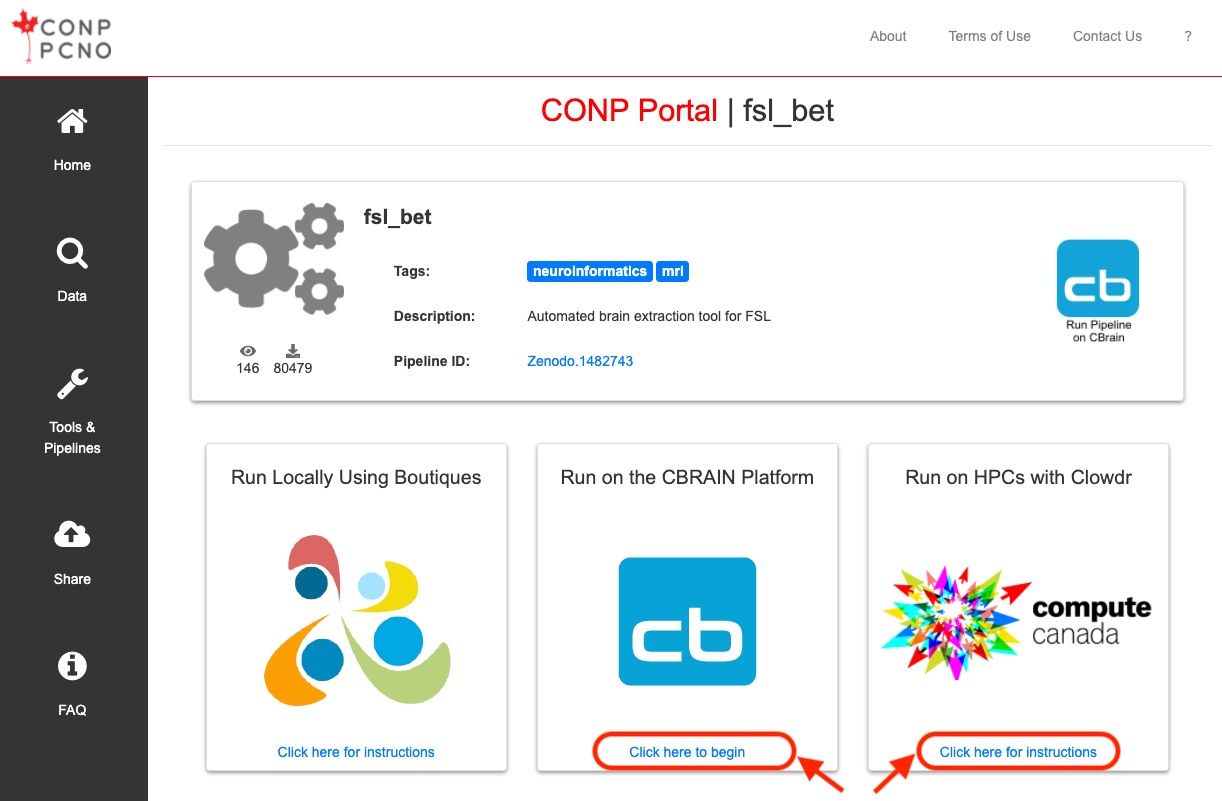 CONP
PCNO
About
Terms of Use
Contact Us
?
Home
Data
Tools &
Pipelines
Share
FAQ
CONP Portal | fsl_bet
fsl_bet
Tags:
neuroinformatics mri
Description:
Automated brain extraction tool for FSL
Pipeline ID:
Zenodo.1482743
146
80479
cb
Run Pipeline
on CBrain
Run Locally Using Boutiques
Click here for instructions
Run on the CBRAIN Platform
cb
Click here to begin
Run on HPCs with Clowdr
compute
canada
Click here for instructions